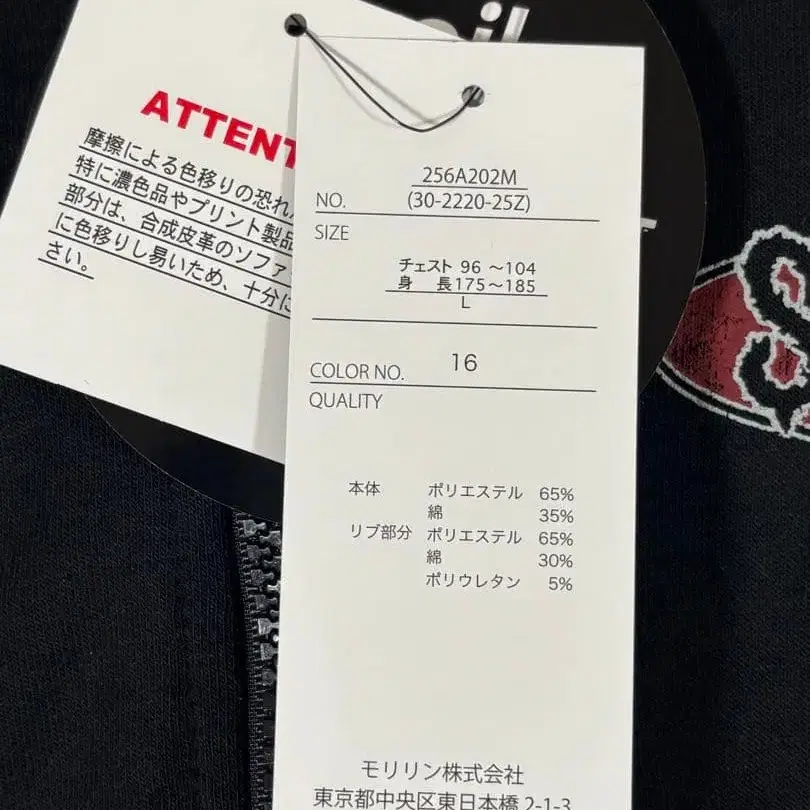 ATTENT
摩擦による色移りの恐れ
特に濃色品やプリント製品
部分は、合成皮革のソファ
に色移りし易いため、十分に
さい。
256A202M
NO. (30-2220-25Z)
SIZE
チェスト 96 ～104
身 長175～185
L
COLOR NO. 16
QUALITY
本体 ポリエステル 65%
綿 35%
リブ部分 ポリエステル 65%
綿 30%
ポリウレタン 5%
モリリン株式会社
東京都中央区東日本橋 2-1-3